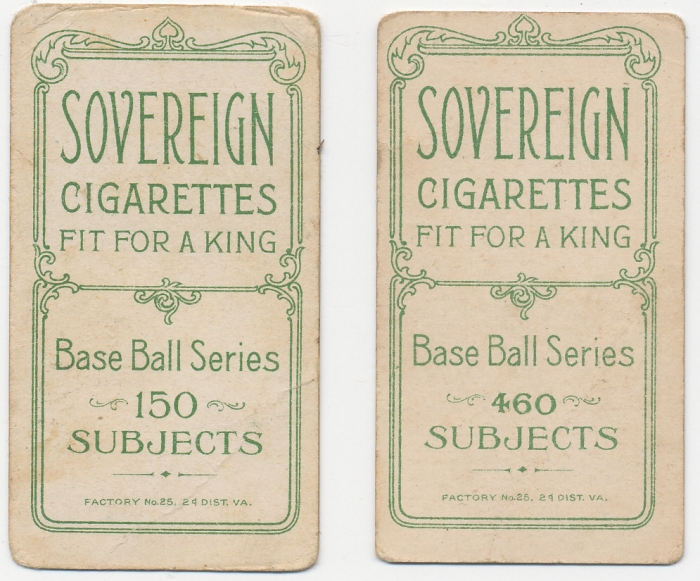 SOVEREIGN
CIGARETTES
FIT FOR A KING
Base Ball Series
150
SUBJECTS
FACTORY No.25, 2d DIST. VA.
SOVEREIGN
CIGARETTES
FIT FOR A KING
Base Ball Series
460
SUBJECTS
FACTORY No.25, 2d DIST. VA.